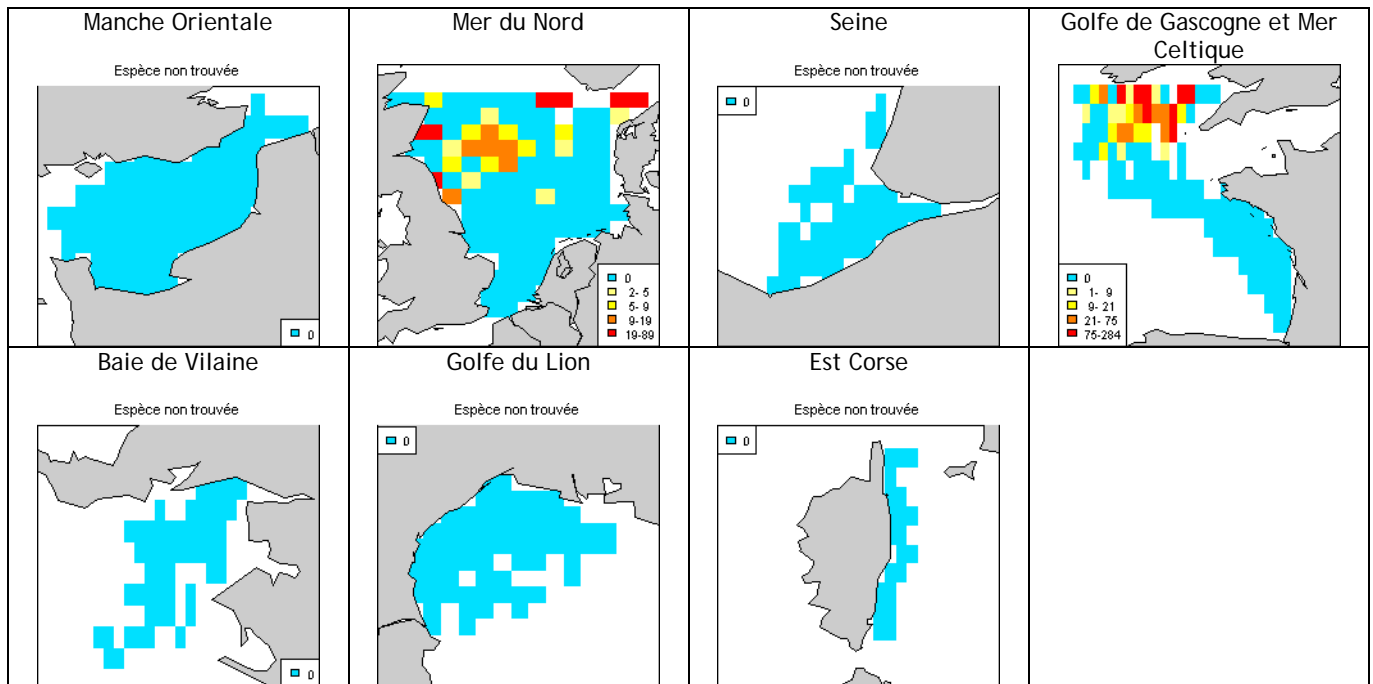 Manche Orientale
Espèce non trouvée
0
Mer du Nord
0
2- 5
5- 9
9-19
19-89
Seine
Espèce non trouvée
0
Golfe de Gascogne et Mer
Celtique
0
1- 9
9- 21
21- 75
75-284
Baie de Vilaine
Espèce non trouvée
0
Golfe du Lion
Espèce non trouvée
0
Est Corse
Espèce non trouvée
0